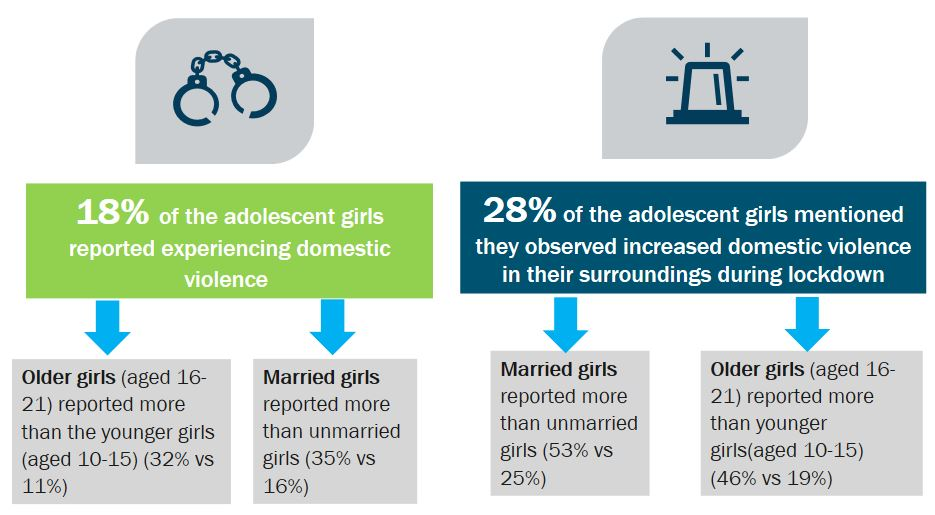 18% of the adolescent girls
reported experiencing domestic
violence
28% of the adolescent girls mentioned
they observed increased domestic violence
in their surroundings during lockdown
Older girls (aged 16-
21) reported more
than the younger girls
(aged 10-15) (32% vs
11%)
Married girls
reported more
than unmarried
girls (35% vs
16%)
Married girls
reported more
than unmarried
girls (53% vs
25%)
Older girls (aged 16-
21) reported more
than younger
girls(aged 10-15)
(46% vs 19%)